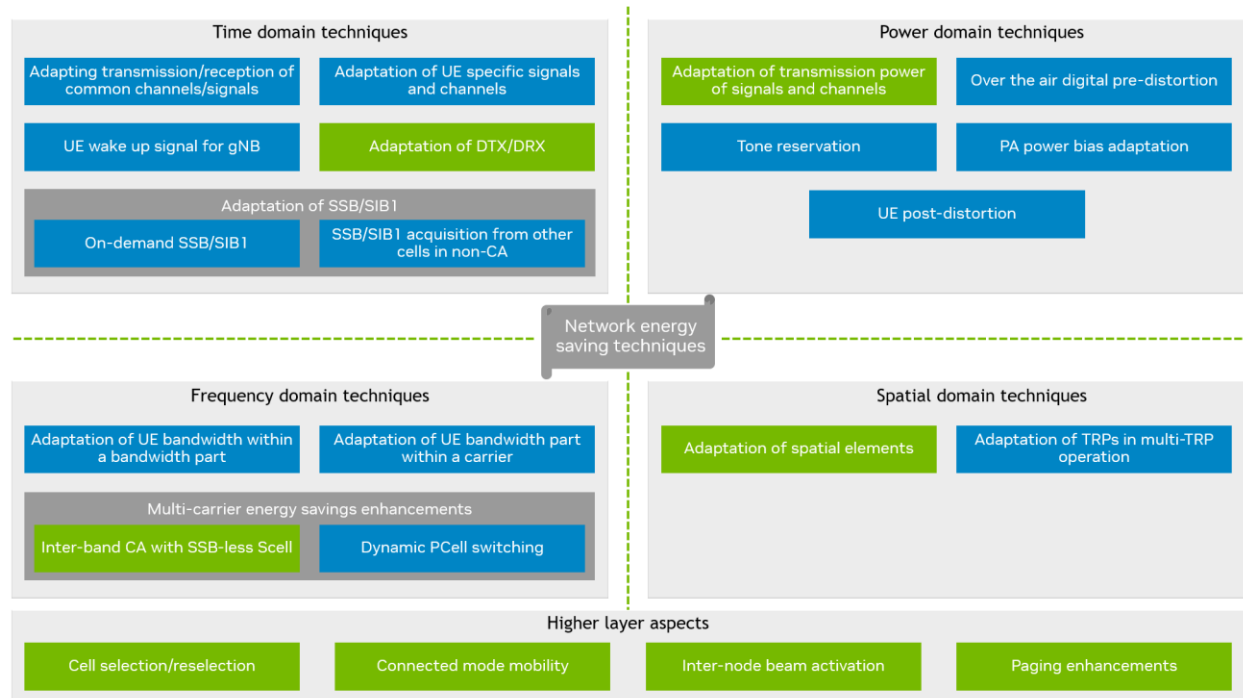 Time domain techniques
Adapting transmission/reception of
common channels/signals
Adaptation of UE specific signals
and channels
UE wake up signal for gNB
Adaptation of DTX/DRX
Adaptation of SSB/SIB1
On-demand SSB/SIB1
SSB/SIB1 acquisition from other
cells in non-CA
Power domain techniques
Adaptation of transmission power
of signals and channels
Over the air digital pre-distortion
Tone reservation
PA power bias adaptation
UE post-distortion
Network energy
saving techniques
Frequency domain techniques
Adaptation of UE bandwidth within
a bandwidth part
Adaptation of UE bandwidth part
within a carrier
Multi-carrier energy savings enhancements
Inter-band CA with SSB-less Scell
Dynamic PCell switching
Spatial domain techniques
Adaptation of spatial elements
Adaptation of TRPs in multi-TRP
operation
Higher layer aspects
Cell selection/reselection
Connected mode mobility
Inter-node beam activation
Paging enhancements